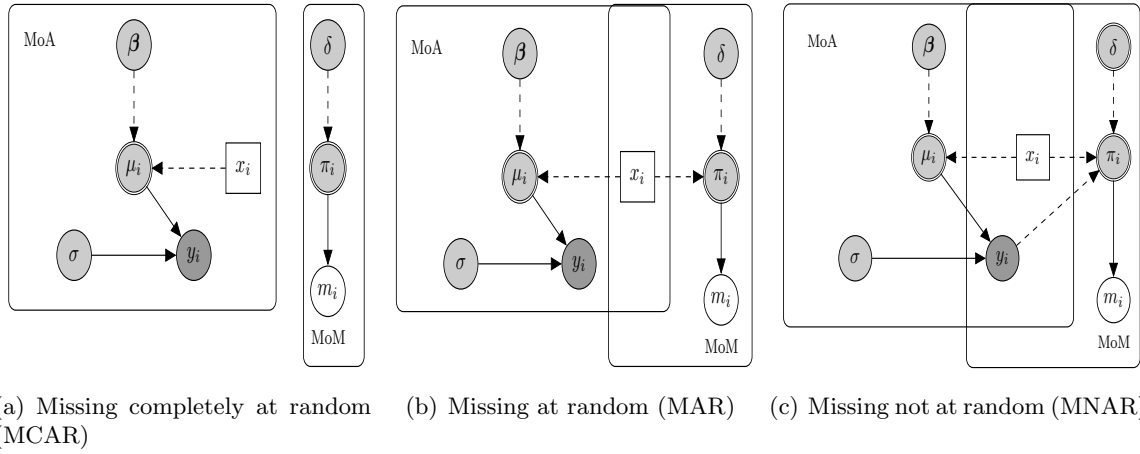 MoA
β
δ
μi
xi
πi
σ
yi
mi
MoM
MoA
β
δ
μi
xi
πi
σ
yi
mi
MoM
MoA
β
δ
μi
xi
πi
σ
yi
mi
MoM
(a) Missing completely at random
(MCAR)
(b) Missing at random (MAR)
(c) Missing not at random (MNAR)